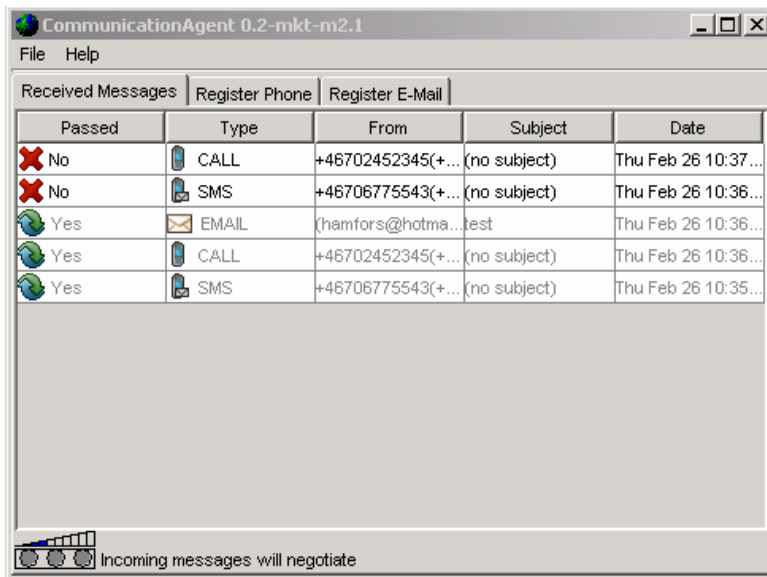 CommunicationAgent 0.2-mkt-m2.1
File Help
Received Messages Register Phone Register E-Mail
Passed Type From Subject Date
No CALL +46702452345(+... (no subject) Thu Feb 26 10:37...
No SMS +46706775543(+... (no subject) Thu Feb 26 10:36...
Yes EMAIL (hamfors@hotma... test Thu Feb 26 10:36...
Yes CALL +46702452345(+... (no subject) Thu Feb 26 10:36...
Yes SMS +46706775543(+... (no subject) Thu Feb 26 10:35...
Incoming messages will negotiate